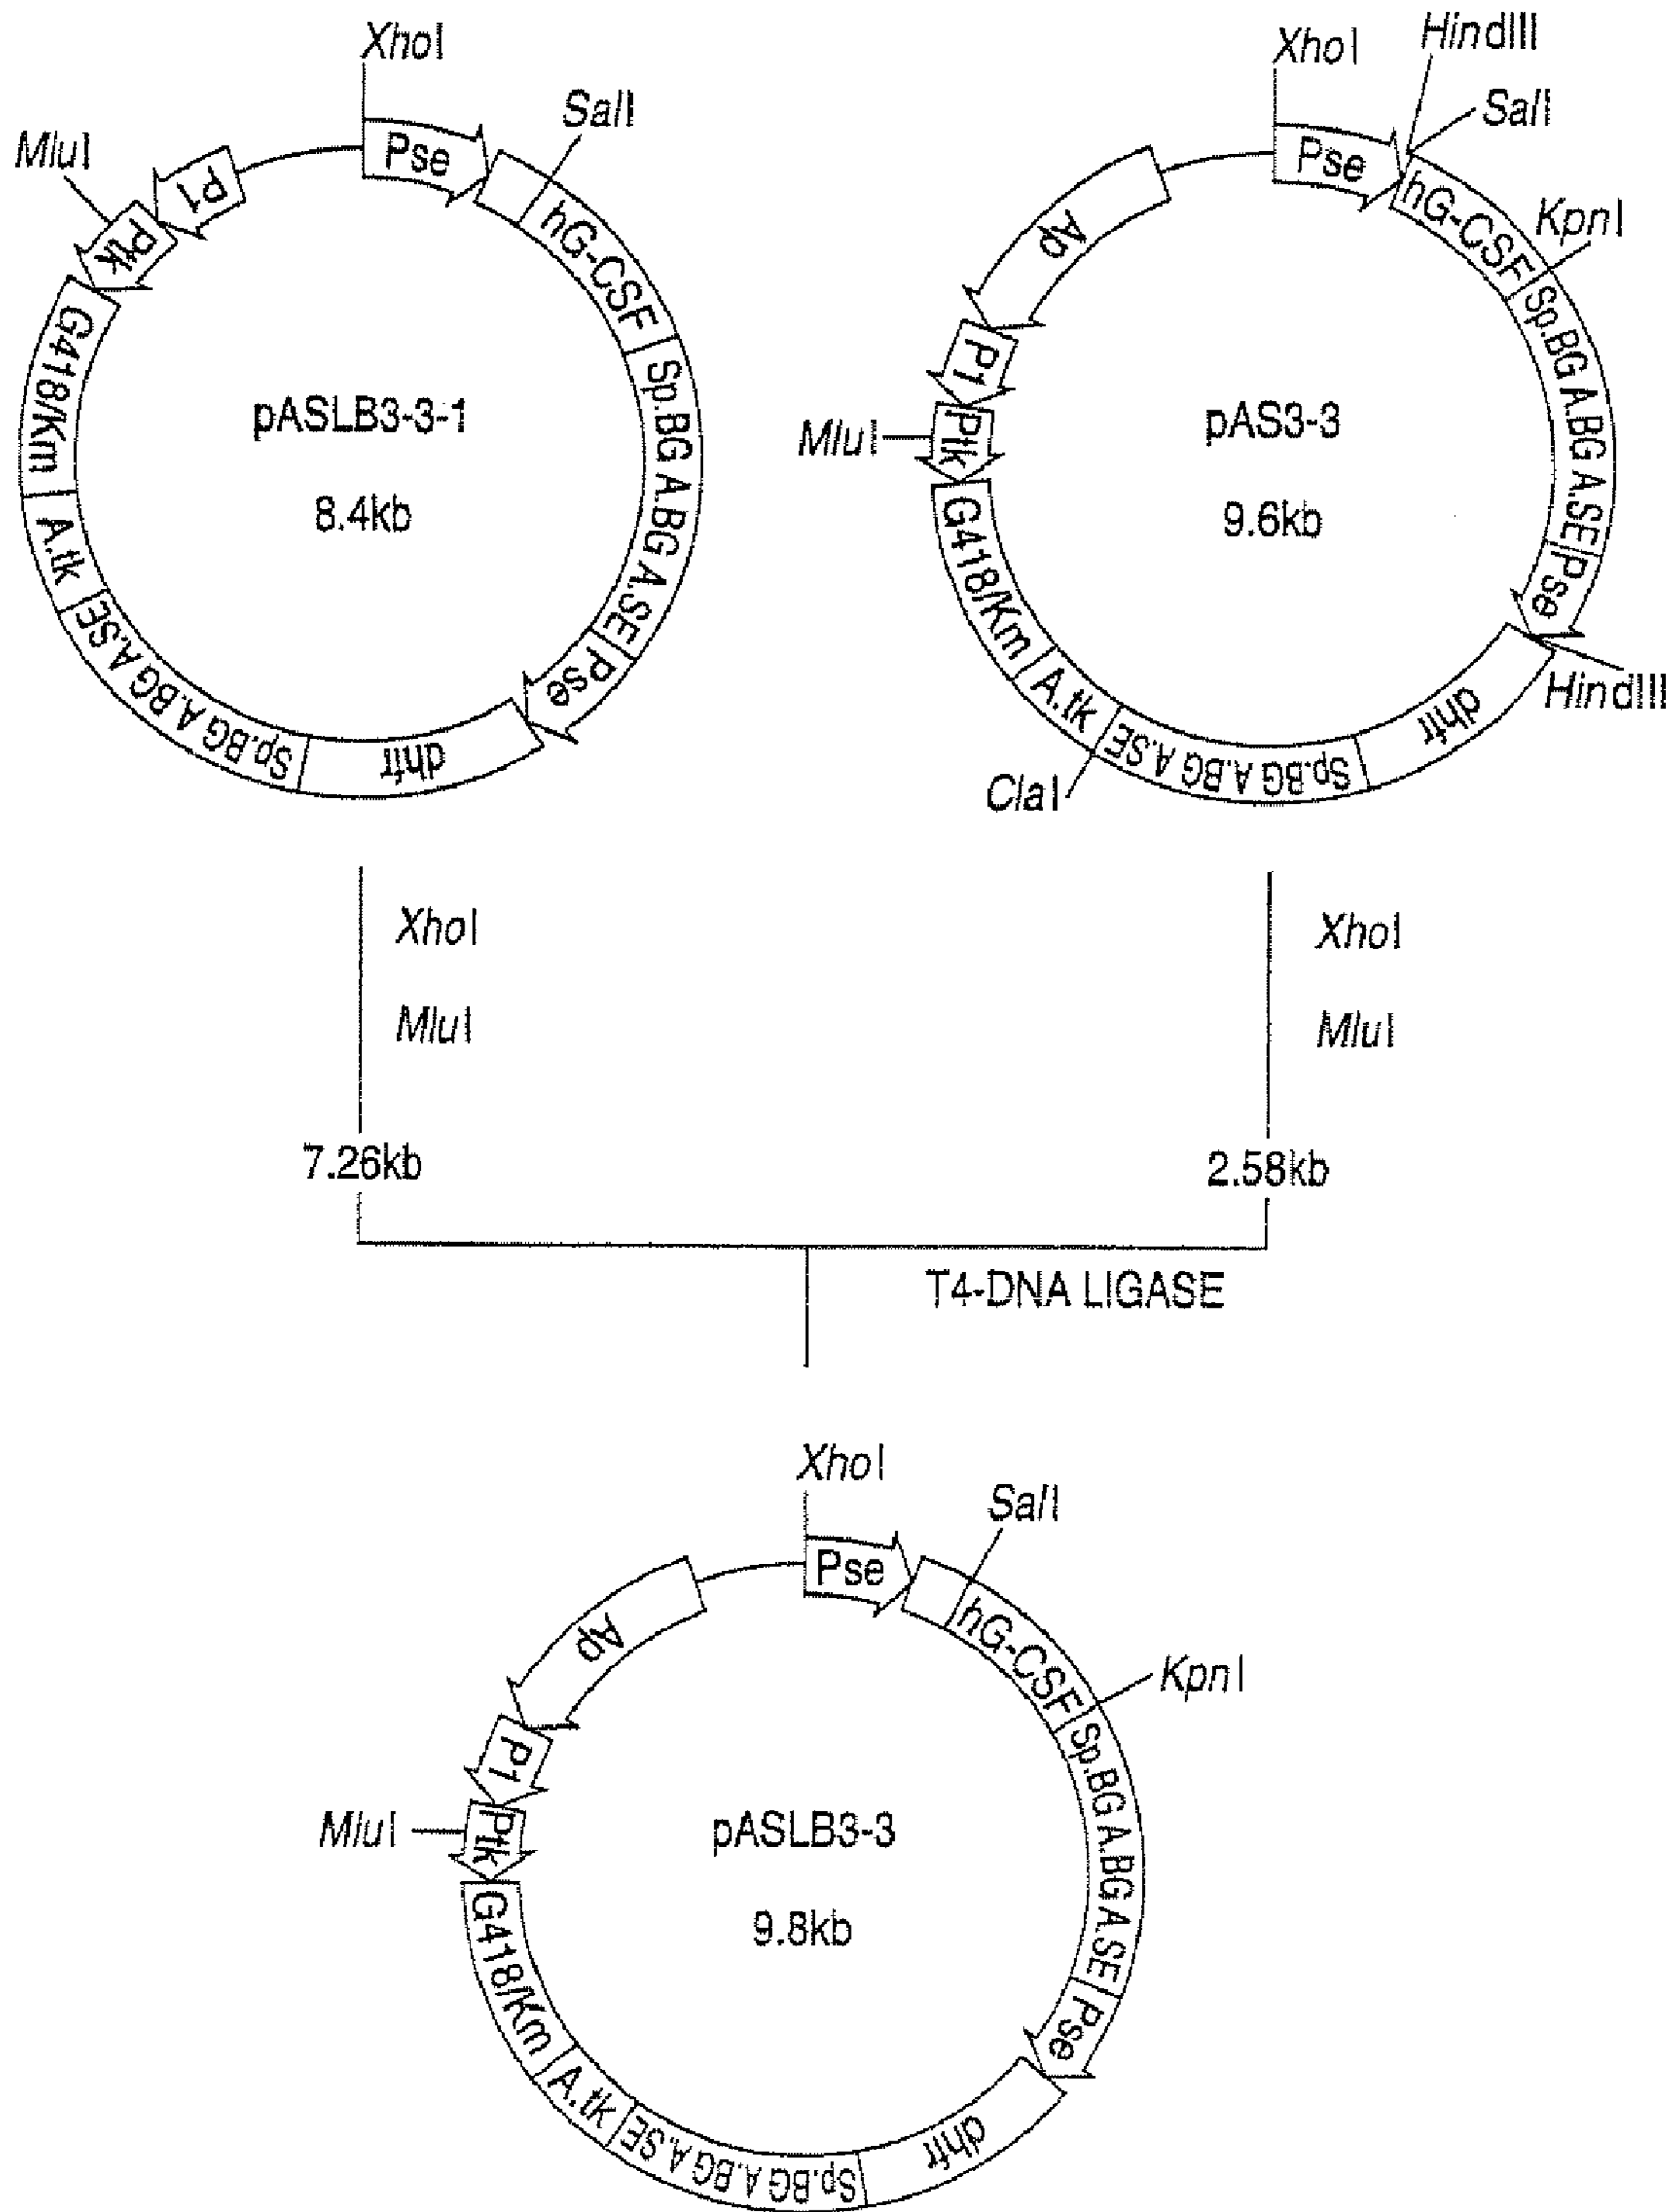 XhoI
SalI
MluI
Pse
hG-CSF
Sp.BG A.BG A.SE
Pse
dhfr
Sp.BG A.BG A.SE
A.tk
G418/Km
Ptk
P1
pASLB3-3-1
8.4kb
XhoI
HindIII
SalI
KpnI
Pse
hG-CSF
Sp.BG A.BG A.SE
Pse
HindIII
dhfr
Sp.BG A.BG A.SE
ClaI
A.tk
G418/Km
MluI
Ptk
P1
Ap
pAS3-3
9.6kb
XhoI
MluI
7.26kb
XhoI
MluI
2.58kb
T4-DNA LIGASE
XhoI
SalI
KpnI
Pse
hG-CSF
Sp.BG A.BG A.SE
Pse
dhfr
Sp.BG A.BG A.SE
A.tk
G418/Km
MluI
Ptk
P1
Ap
pASLB3-3
9.8kb